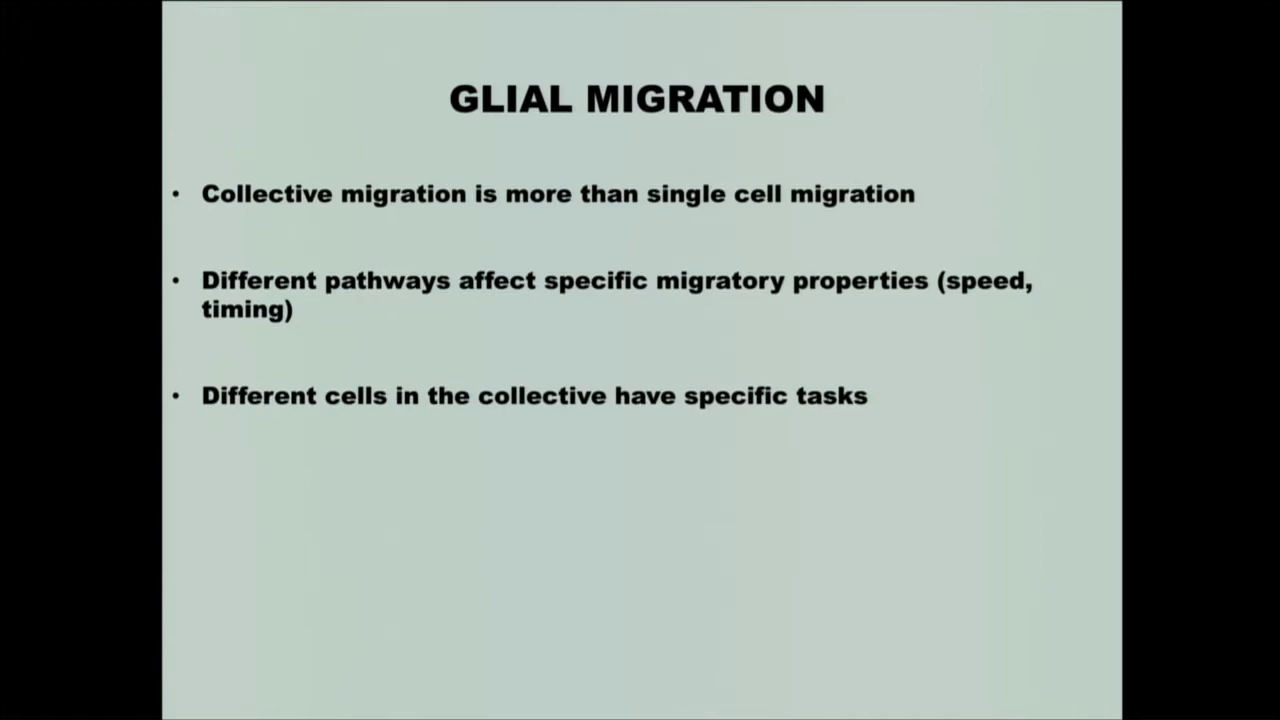 GLIAL MIGRATION
• Collective migration is more than single cell migration
• Different pathways affect specific migratory properties (speed,
timing)
• Different cells in the collective have specific tasks